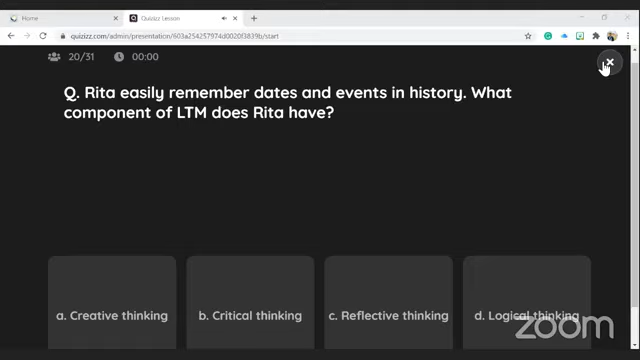 Home
Quizizz Lesson
quizizz.com/admin/presentation/603a254257974d0020f3839b/start
20/31
00:00
Q. Rita easily remember dates and events in history. What
component of LTM does Rita have?
a. Creative thinking
b. Critical thinking
c. Reflective thinking
d. Logical thinking
zoom